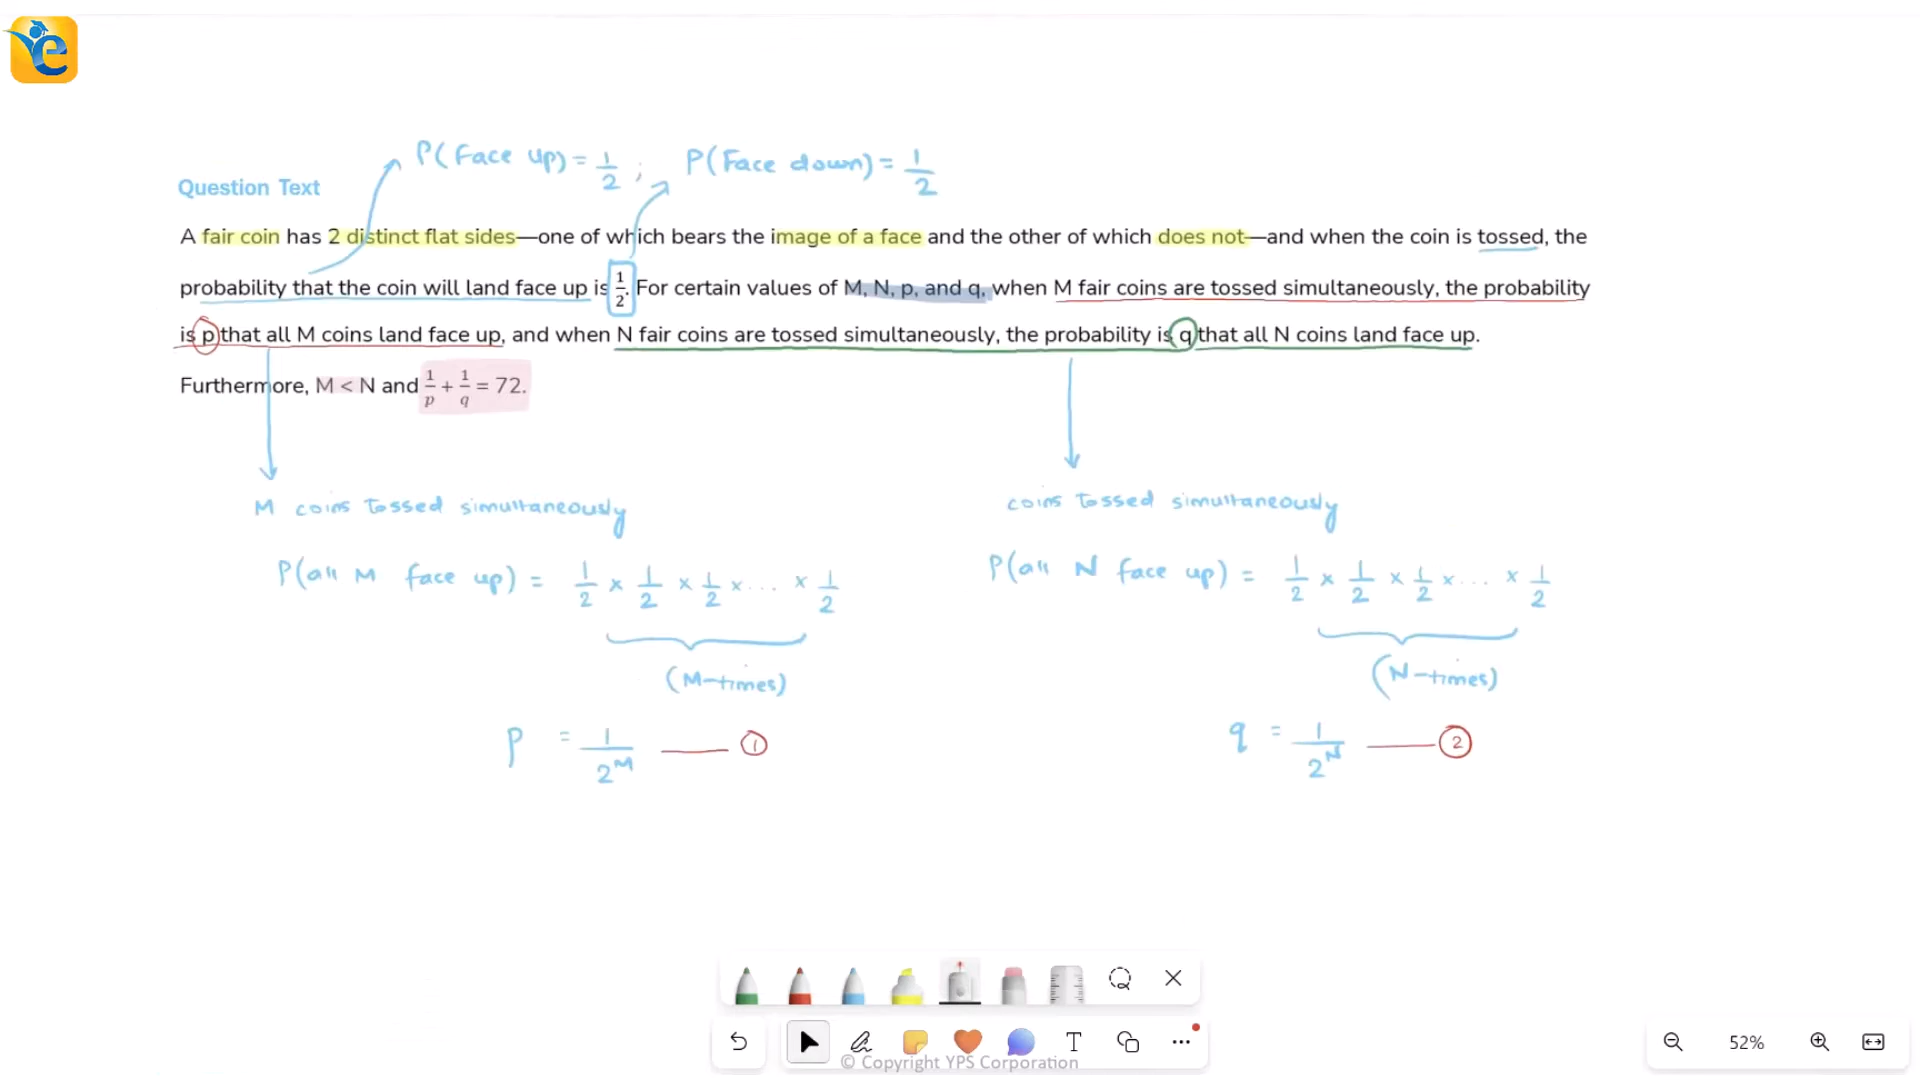 e
P(Face up) = 1/2 ; P(Face down) = 1/2
Question Text
A fair coin has 2 distinct flat sides—one of which bears the image of a face and the other of which does not—and when the coin is tossed, the
probability that the coin will land face up is 1/2. For certain values of M, N, p, and q, when M fair coins are tossed simultaneously, the probability
is p that all M coins land face up, and when N fair coins are tossed simultaneously, the probability is q that all N coins land face up.
Furthermore, M < N and 1/p + 1/q = 72.
M coins tossed simultaneously
P(all M face up) = 1/2 × 1/2 × 1/2 × ... × 1/2
(M-times)
p = 1/2^M —— 1
coins tossed simultaneously
P(all N face up) = 1/2 × 1/2 × 1/2 × ... × 1/2
(N-times)
q = 1/2^N —— 2
T
© Copyright YPS Corporation
52%